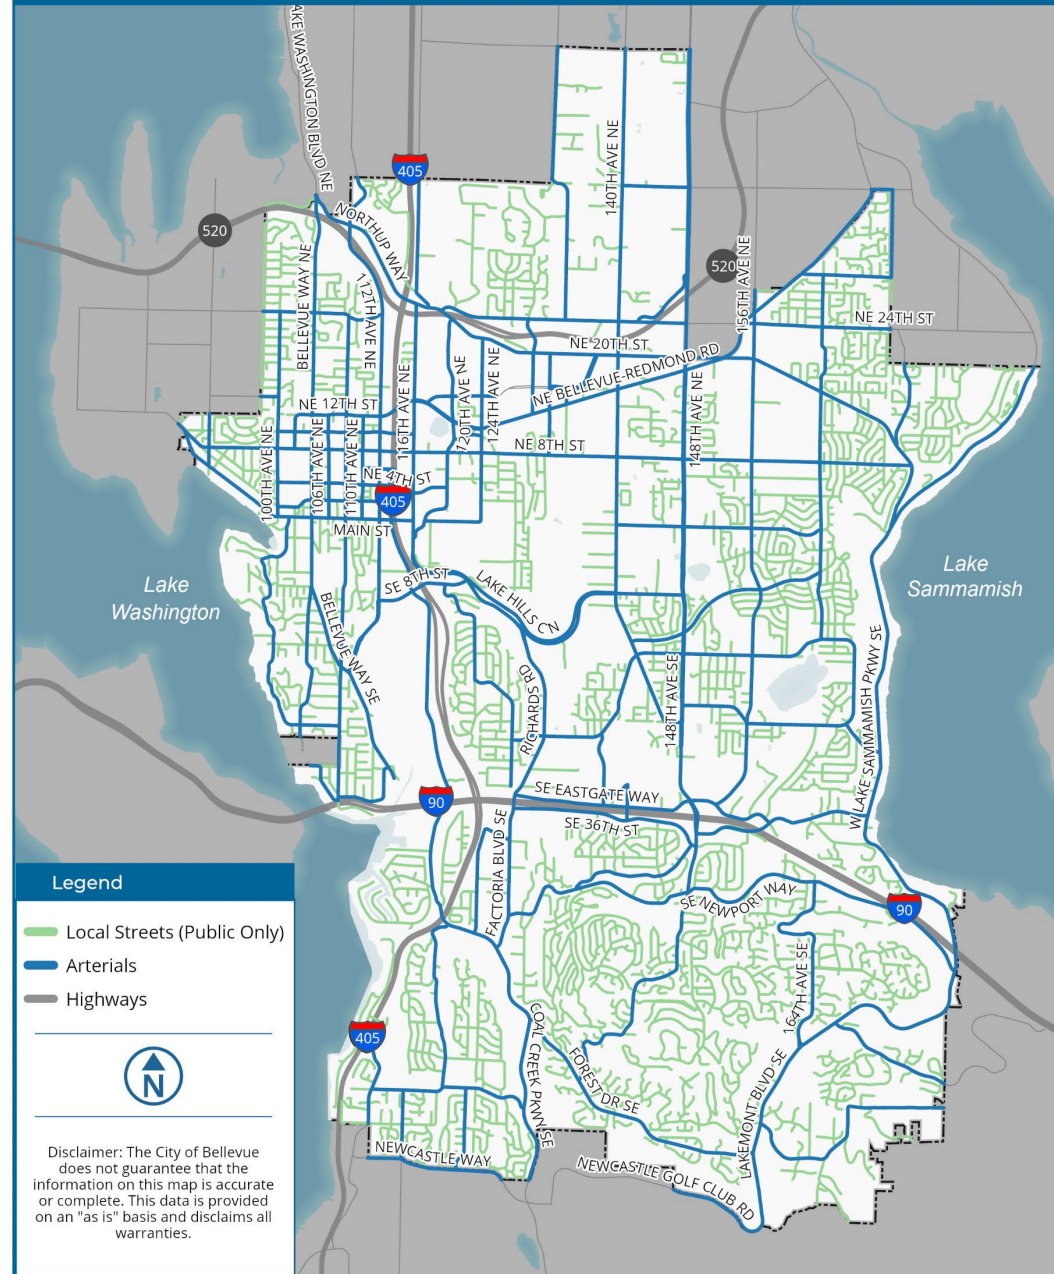 LAKE WASHINGTON BLVD NE
405
140TH AVE NE
520
NORTHUP WAY
520
156TH AVE NE
BELLEVUE WAY NE
112TH AVE NE
NE 24TH ST
NE 20TH ST
NE BELLEVUE-REDMOND RD
116TH AVE NE
120TH AVE NE
124TH AVE NE
148TH AVE NE
NE 12TH ST
NE 8TH ST
100TH AVE NE
106TH AVE NE
110TH AVE NE
NE 4TH ST
405
MAIN ST
Lake
Washington
Lake
Sammamish
SE 8TH ST
LAKE HILLS CN
BELLEVUE WAY SE
RICHARDS RD
148TH AVE SE
W LAKE SAMMAMISH PKWY SE
SE EASTGATE WAY
90
SE 36TH ST
FACTORIA BLVD SE
SE NEWPORT WAY
90
164TH AVE SE
405
COAL CREEK PKWY SE
FOREST DR SE
LAKEMONT BLVD SE
NEWCASTLE WAY
NEWCASTLE GOLF CLUB RD
Legend
Local Streets (Public Only)
Arterials
Highways
N
Disclaimer: The City of Bellevue
does not guarantee that the
information on this map is accurate
or complete. This data is provided
on an "as is" basis and disclaims all
warranties.